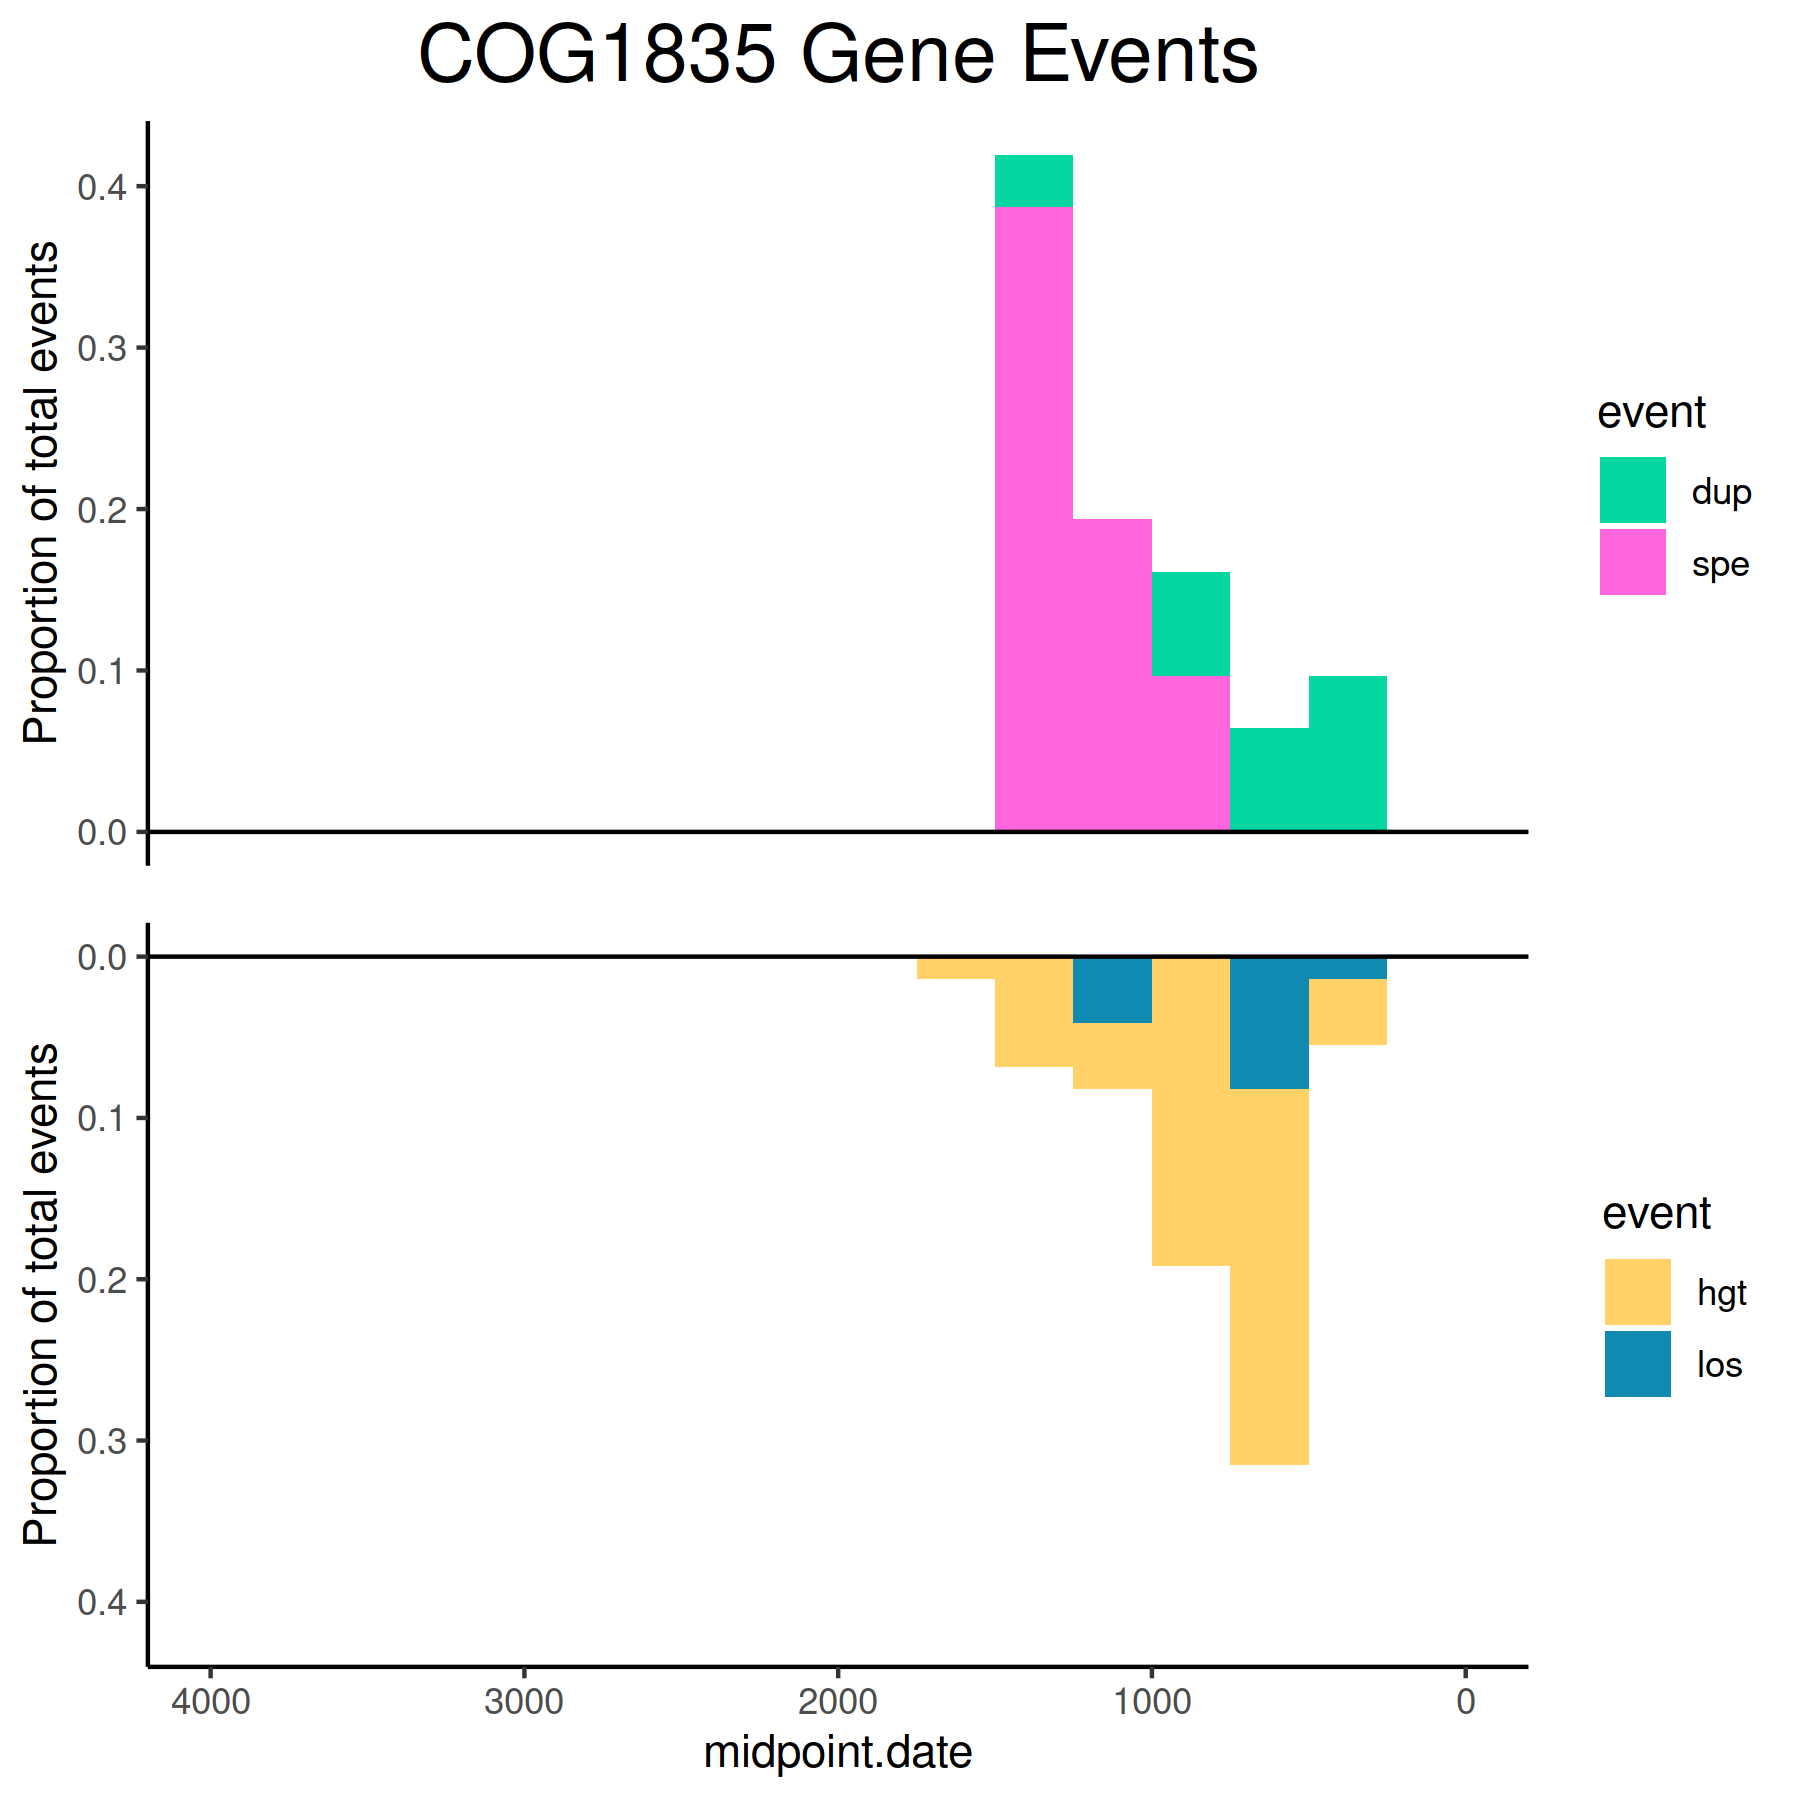 COG1835 Gene Events
Proportion of total events
0.4
0.3
0.2
0.1
0.0
event
dup
spe
Proportion of total events
0.0
0.1
0.2
0.3
0.4
event
hgt
los
4000 3000 2000 1000 0
midpoint.date